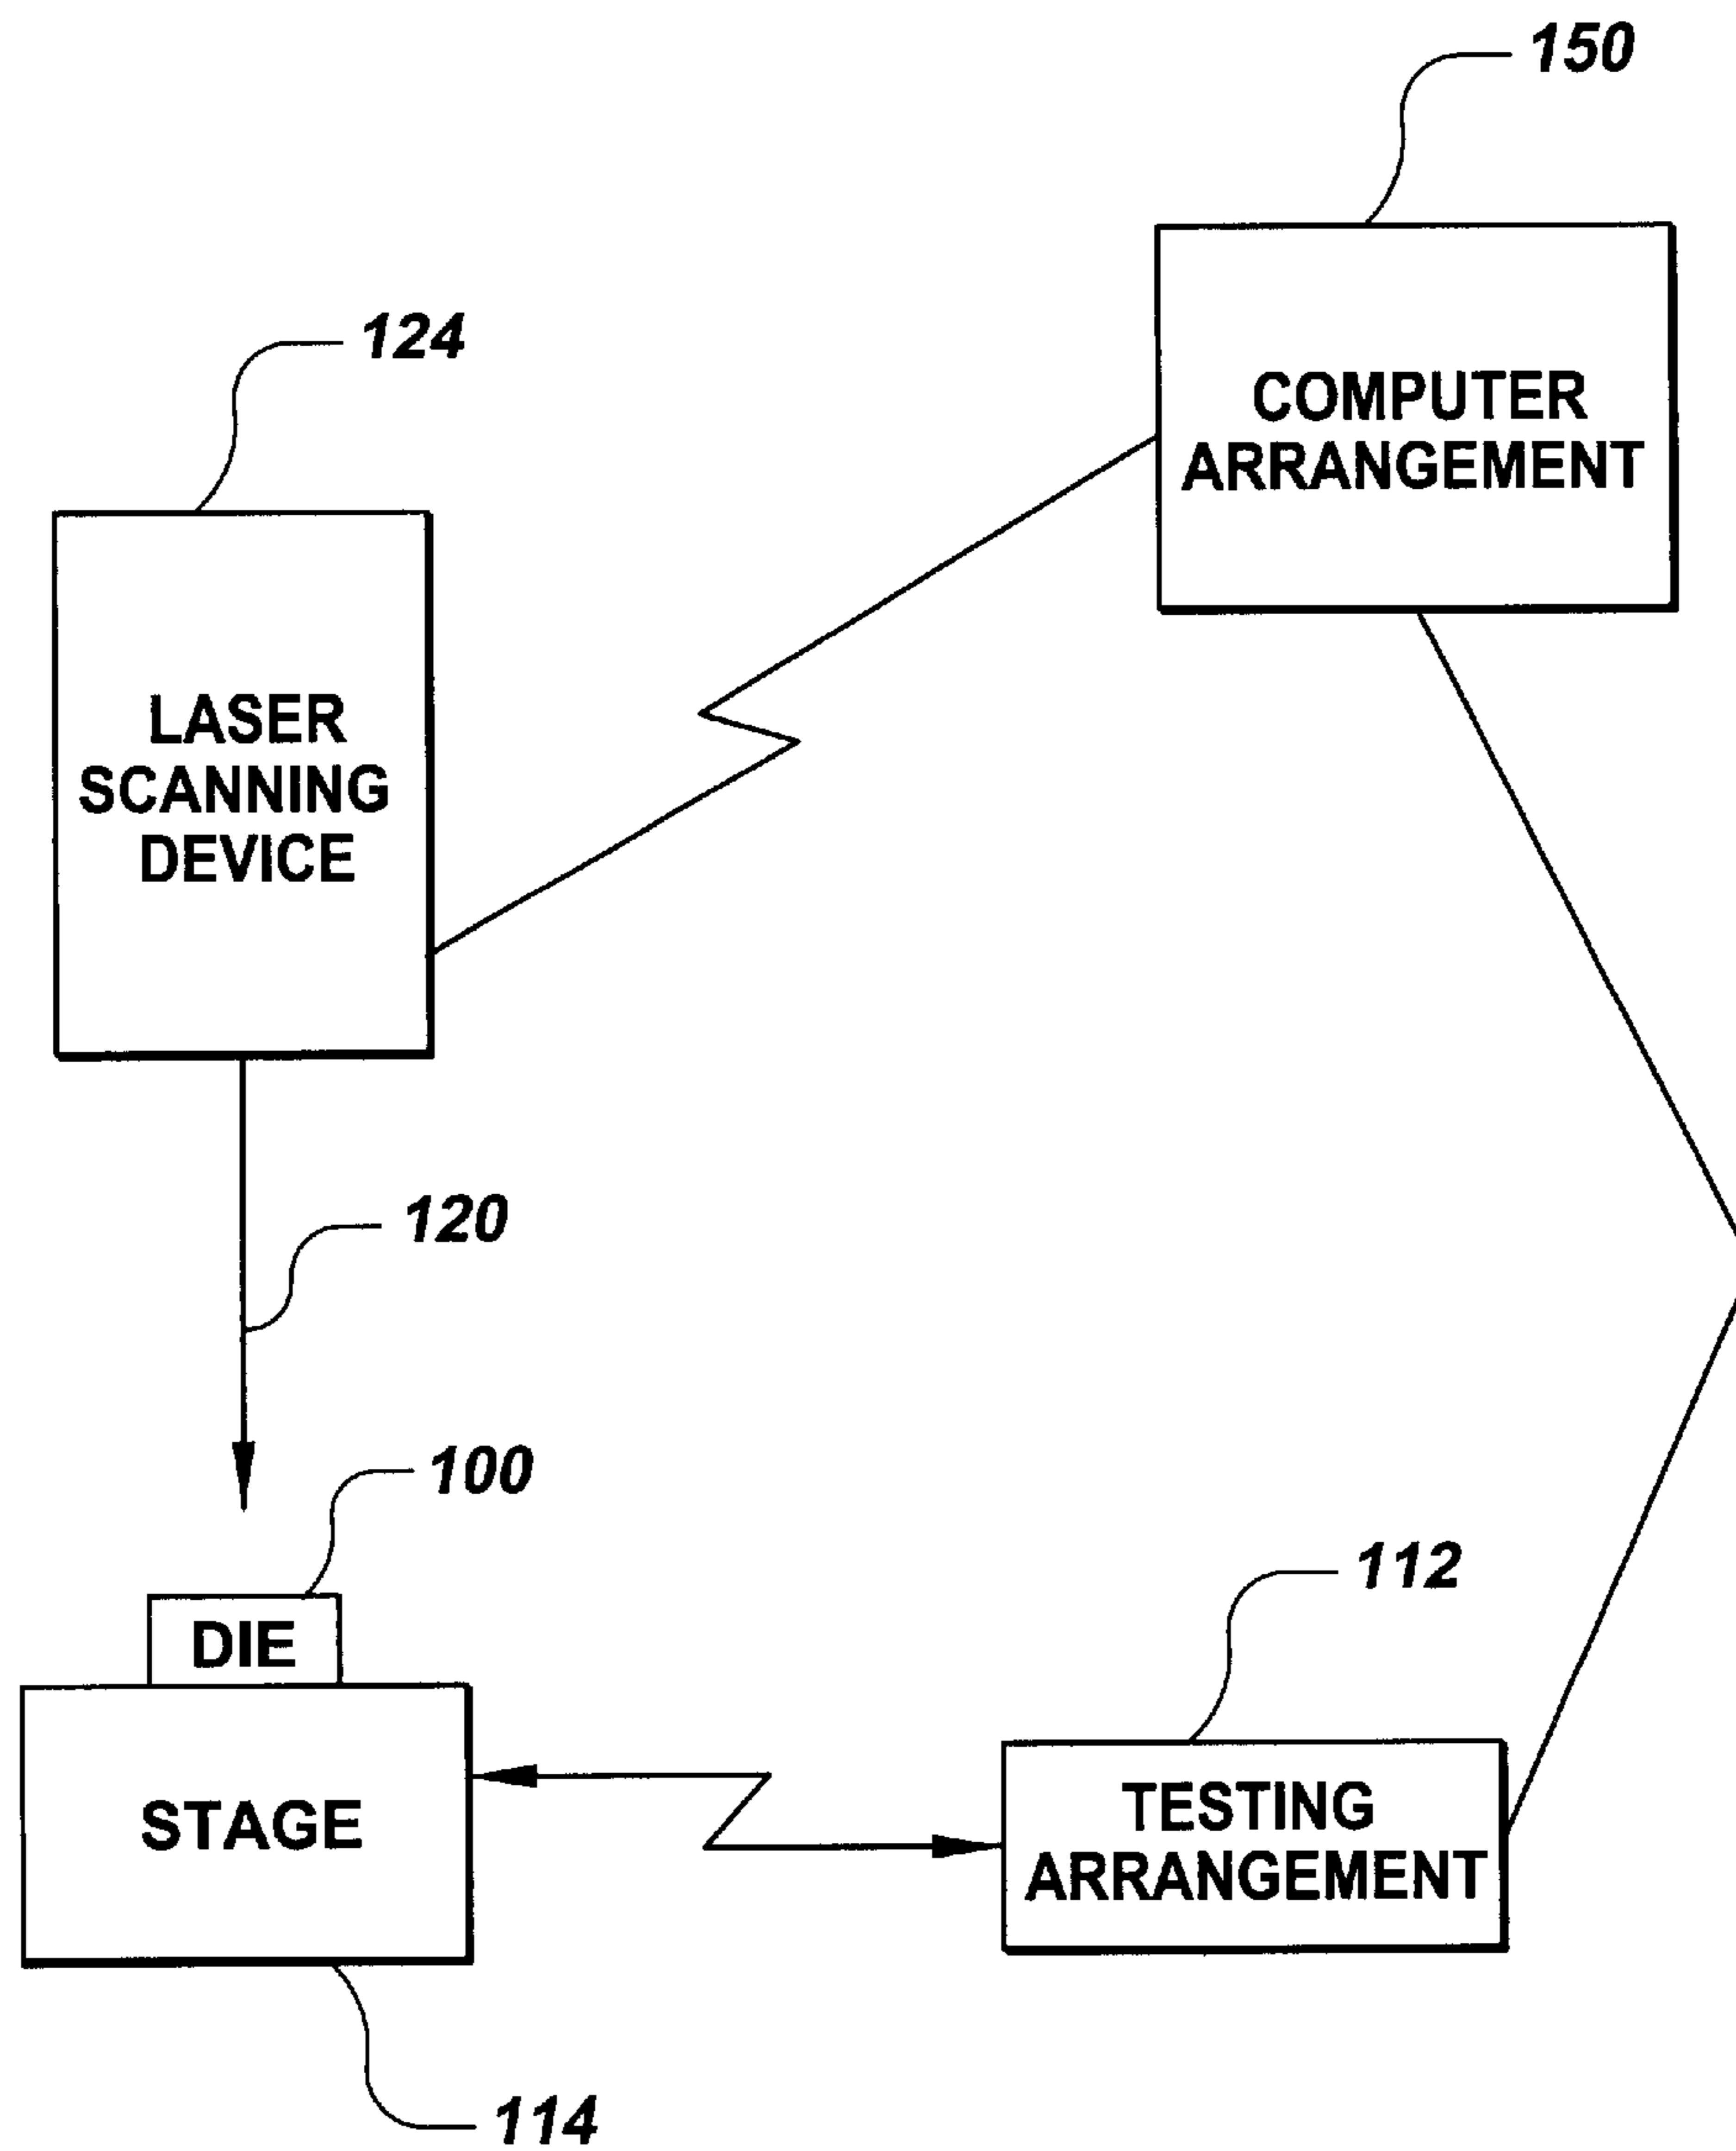 150
124
COMPUTER
ARRANGEMENT
LASER
SCANNING
DEVICE
120
100
112
DIE
STAGE
TESTING
ARRANGEMENT
114